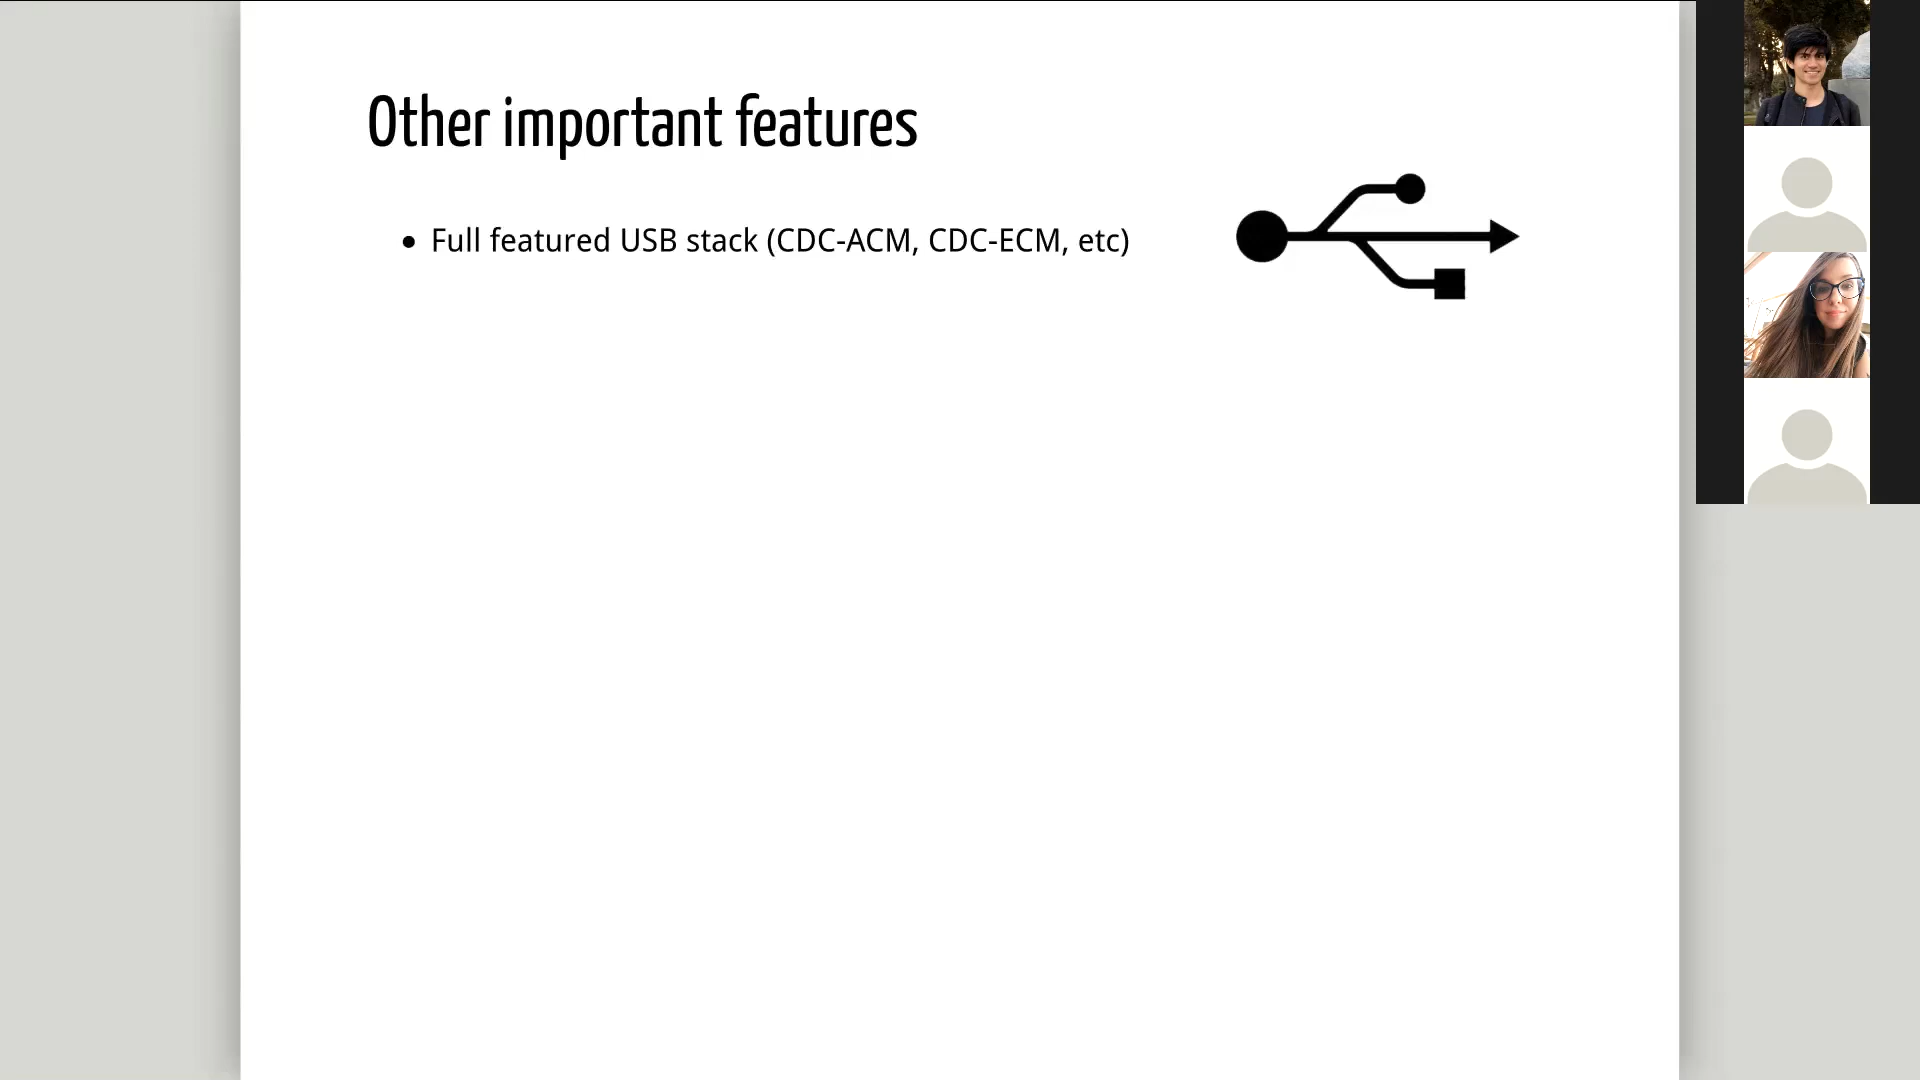 Other important features
• Full featured USB stack (CDC-ACM, CDC-ECM, etc)